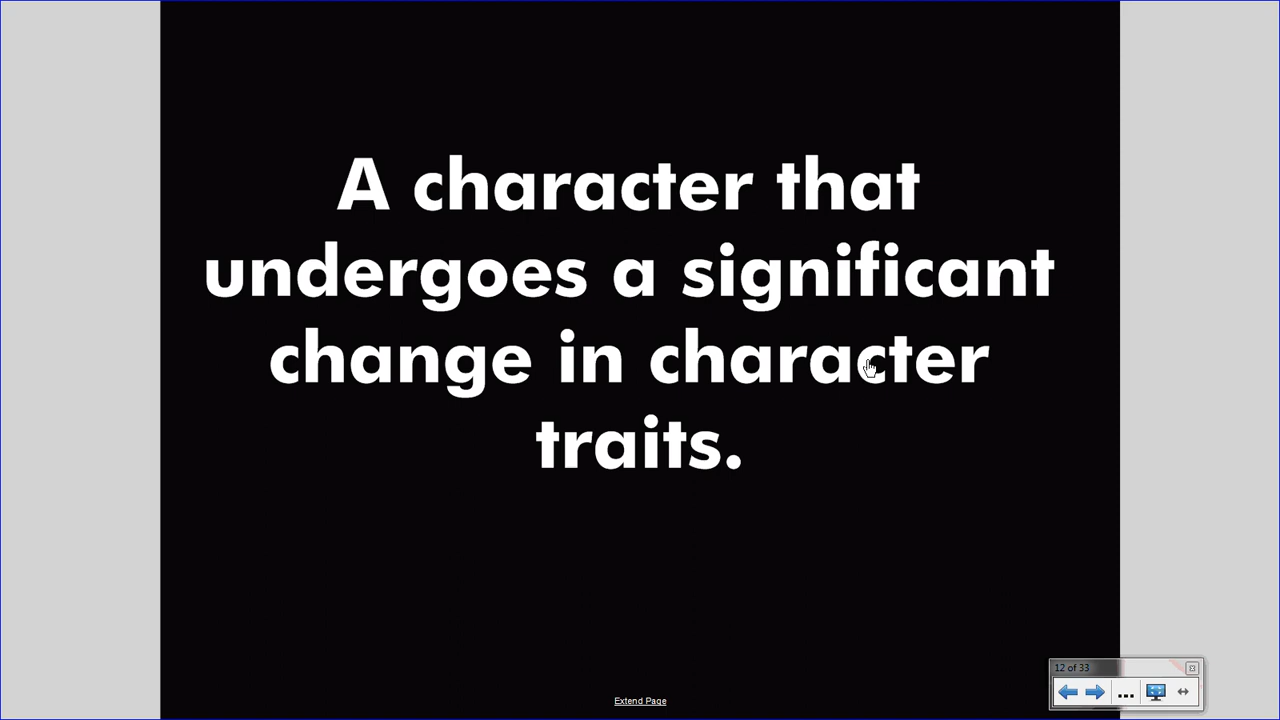 A character that
undergoes a significant
change in character
traits.
12 of 33
...
Extend Page